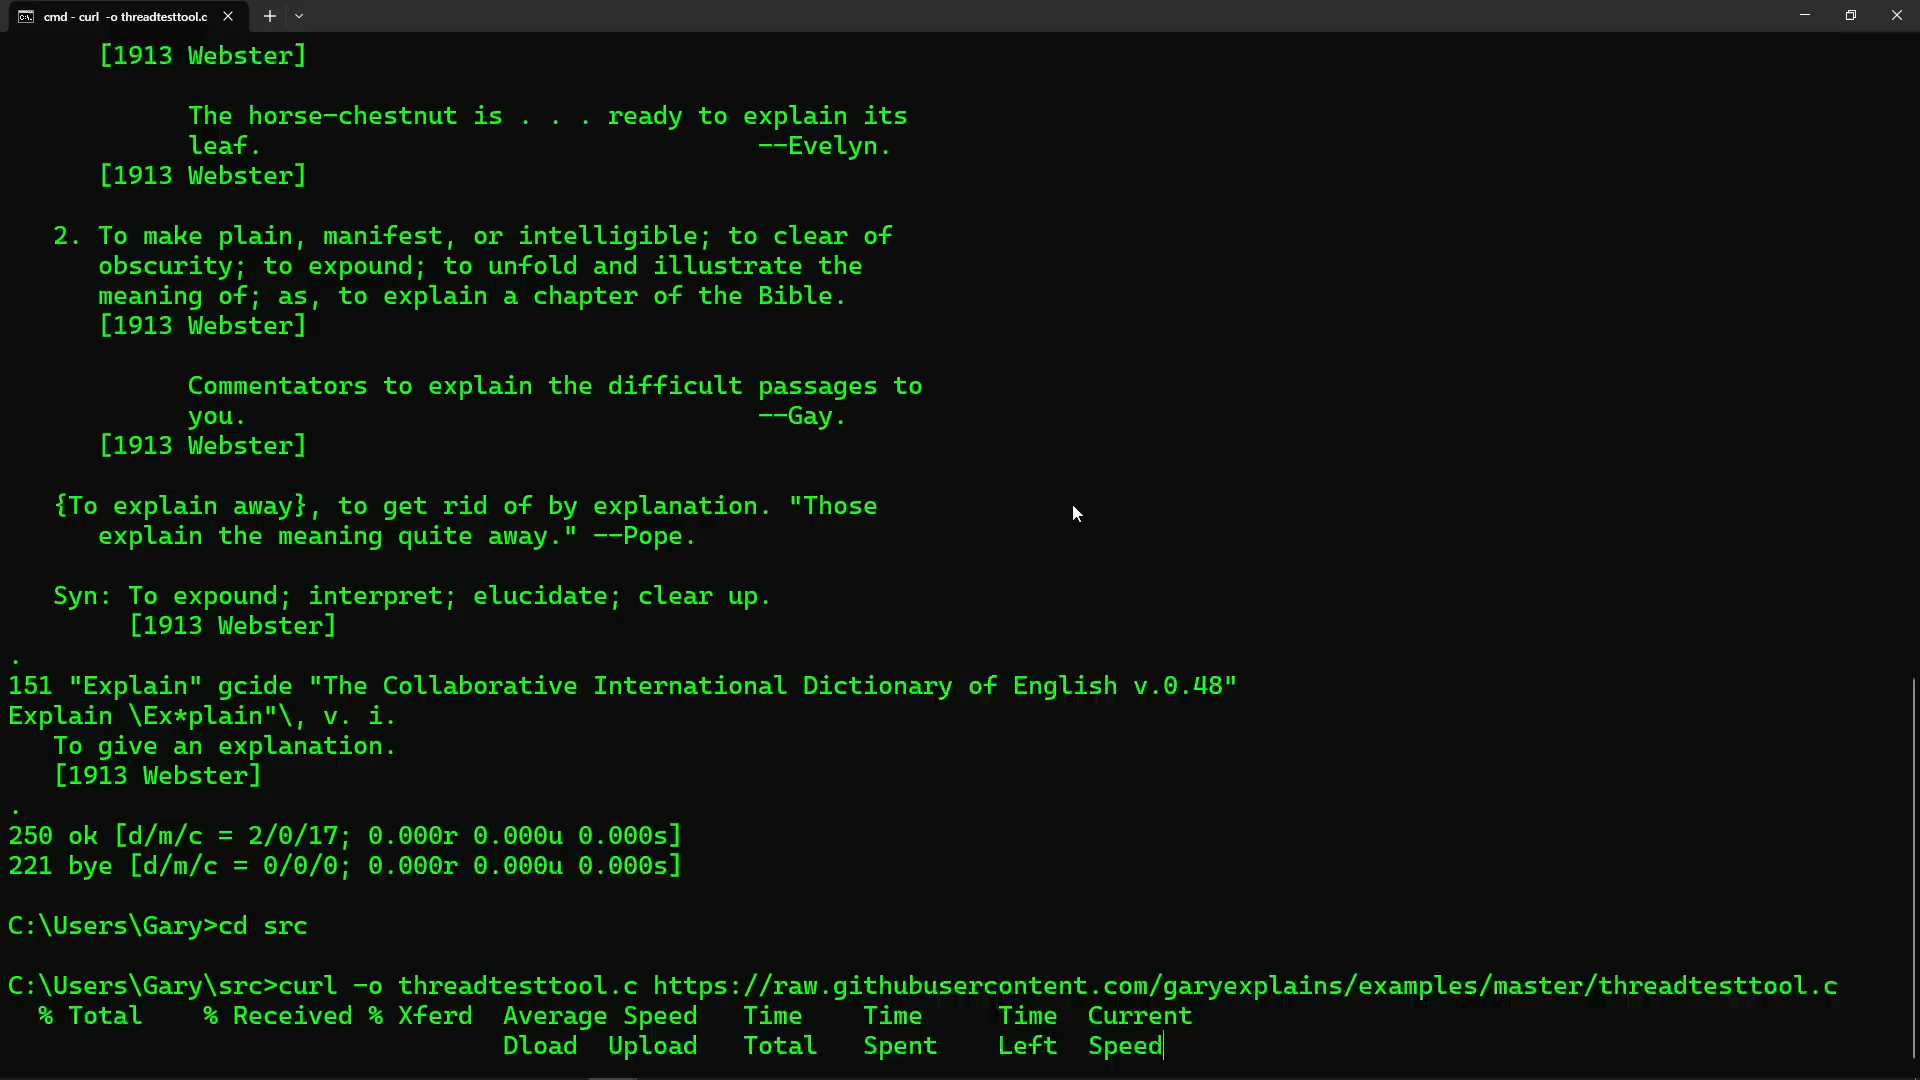 cmd - curl -o threadtesttool.c
[1913 Webster]
The horse-chestnut is . . . ready to explain its
leaf. --Evelyn.
[1913 Webster]
2. To make plain, manifest, or intelligible; to clear of
obscurity; to expound; to unfold and illustrate the
meaning of; as, to explain a chapter of the Bible.
[1913 Webster]
Commentators to explain the difficult passages to
you. --Gay.
[1913 Webster]
{To explain away}, to get rid of by explanation. "Those
explain the meaning quite away." --Pope.
Syn: To expound; interpret; elucidate; clear up.
[1913 Webster]
.
151 "Explain" gcide "The Collaborative International Dictionary of English v.0.48"
Explain \Ex*plain"\, v. i.
To give an explanation.
[1913 Webster]
.
250 ok [d/m/c = 2/0/17; 0.000r 0.000u 0.000s]
221 bye [d/m/c = 0/0/0; 0.000r 0.000u 0.000s]
C:\Users\Gary>cd src
C:\Users\Gary\src>curl -o threadtesttool.c https://raw.githubusercontent.com/garyexplains/examples/master/threadtesttool.c
% Total % Received % Xferd Average Speed Time Time Time Current
Dload Upload Total Spent Left Speed